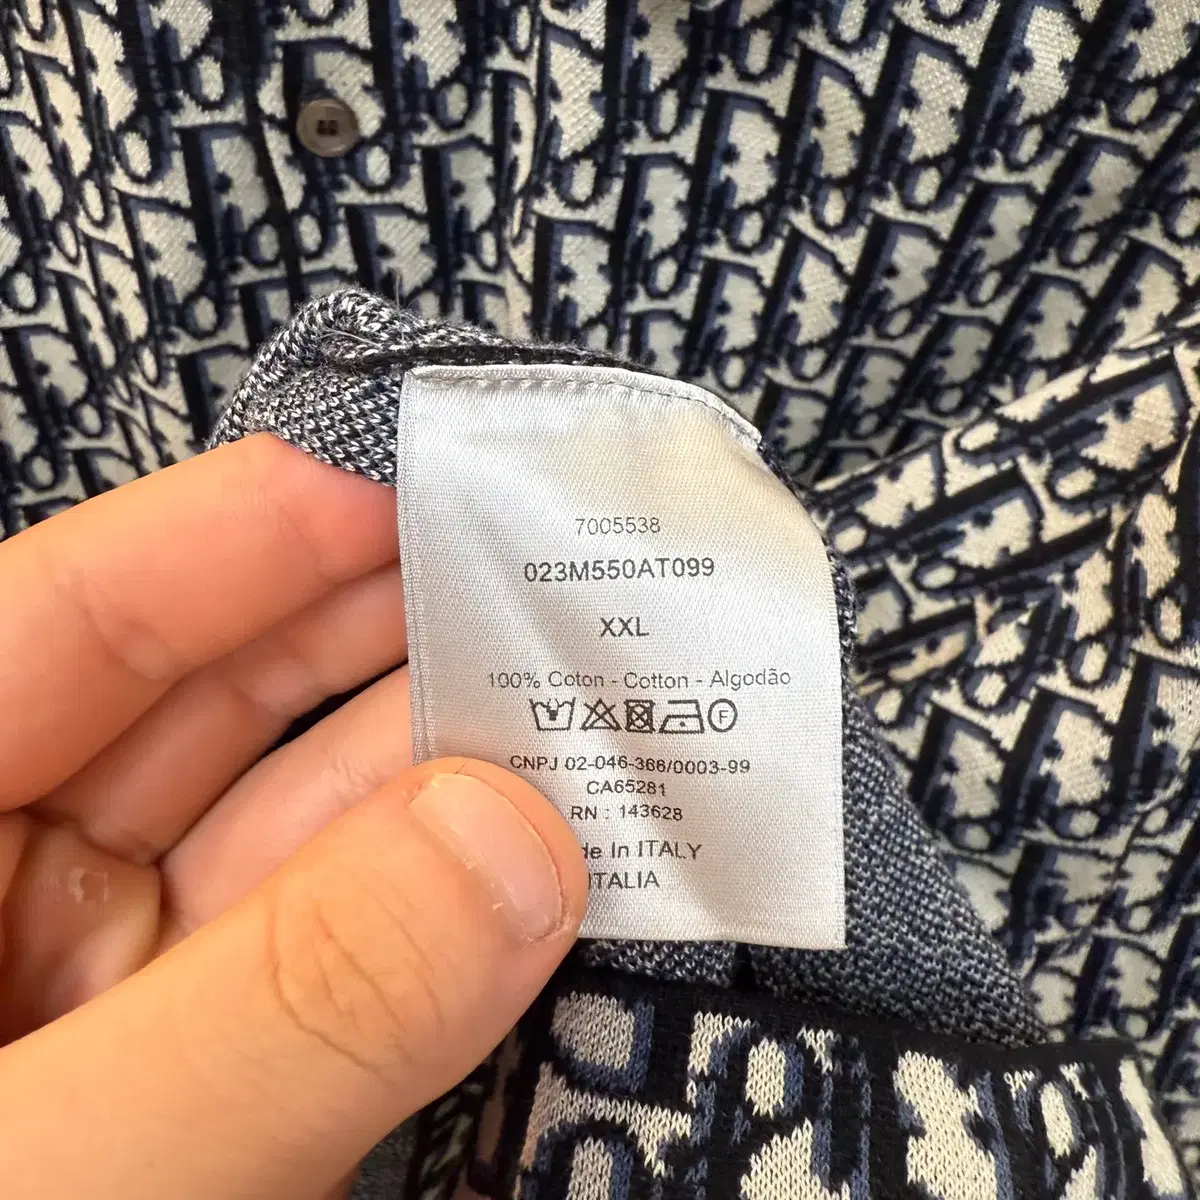 7005538
023M550AT099
XXL
100% Coton - Cotton - Algodão
F
CNPJ 02-046-366/0003-99
CA65281
RN : 143628
In ITALY
ITALIA